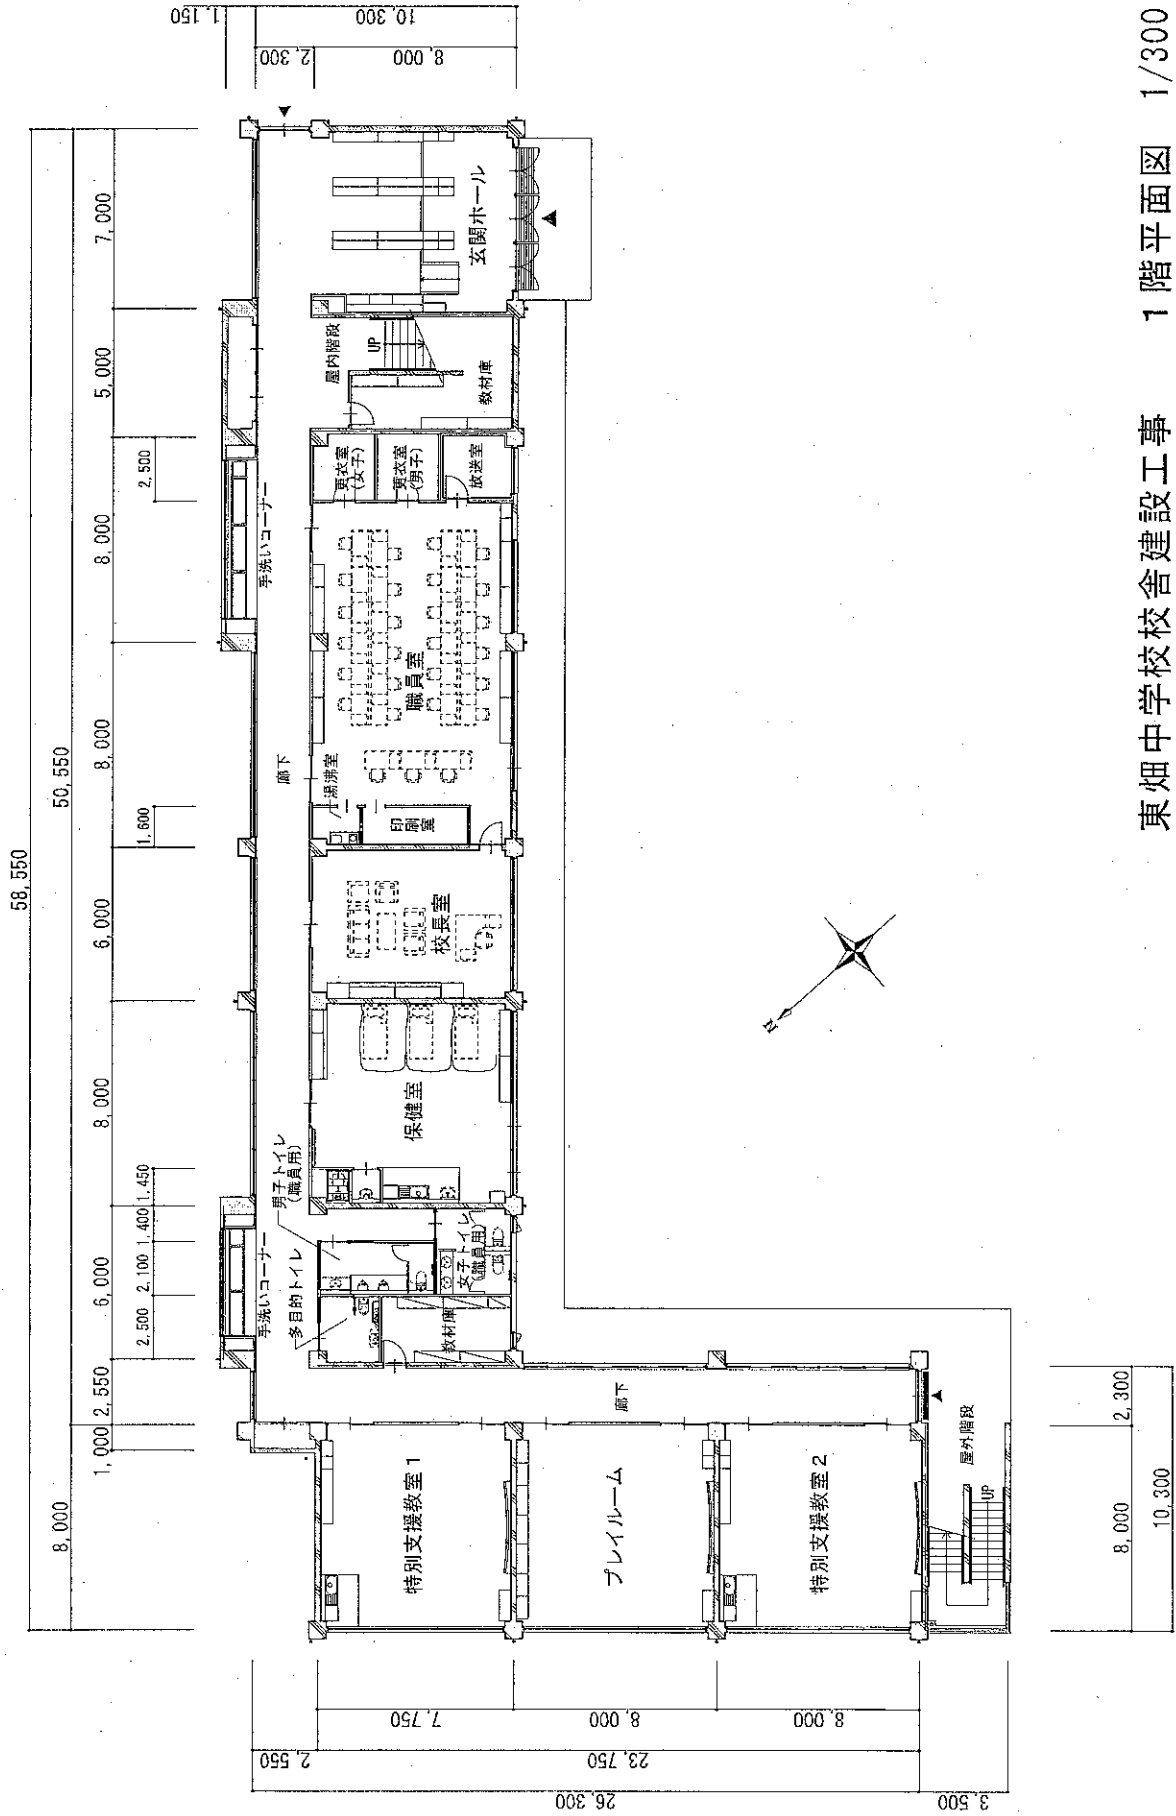 東畑中学校校舎建設工事　1階平面図　1/300
58,550
50,550
8,000
1,000
2,550
6,000
8,000
6,000
8,000
8,000
5,000
7,000
2,500
2,100
1,400
1,450
1,600
2,500
1,150
2,300
10,300
8,000
手洗いコーナー
手洗いコーナー
廊下
多目的トイレ
男子トイレ
(職員用)
女子トイレ
(職員用)
教材庫
保健室
校長室
湯沸室
印刷室
職員室
更衣室
(女子)
更衣室
(男子)
放送室
屋内階段
UP
教材庫
玄関ホール
N
特別支援教室1
プレイルーム
特別支援教室2
廊下
屋外階段
UP
2,550
7,750
8,000
8,000
23,750
26,300
3,500
8,000
2,300
10,300